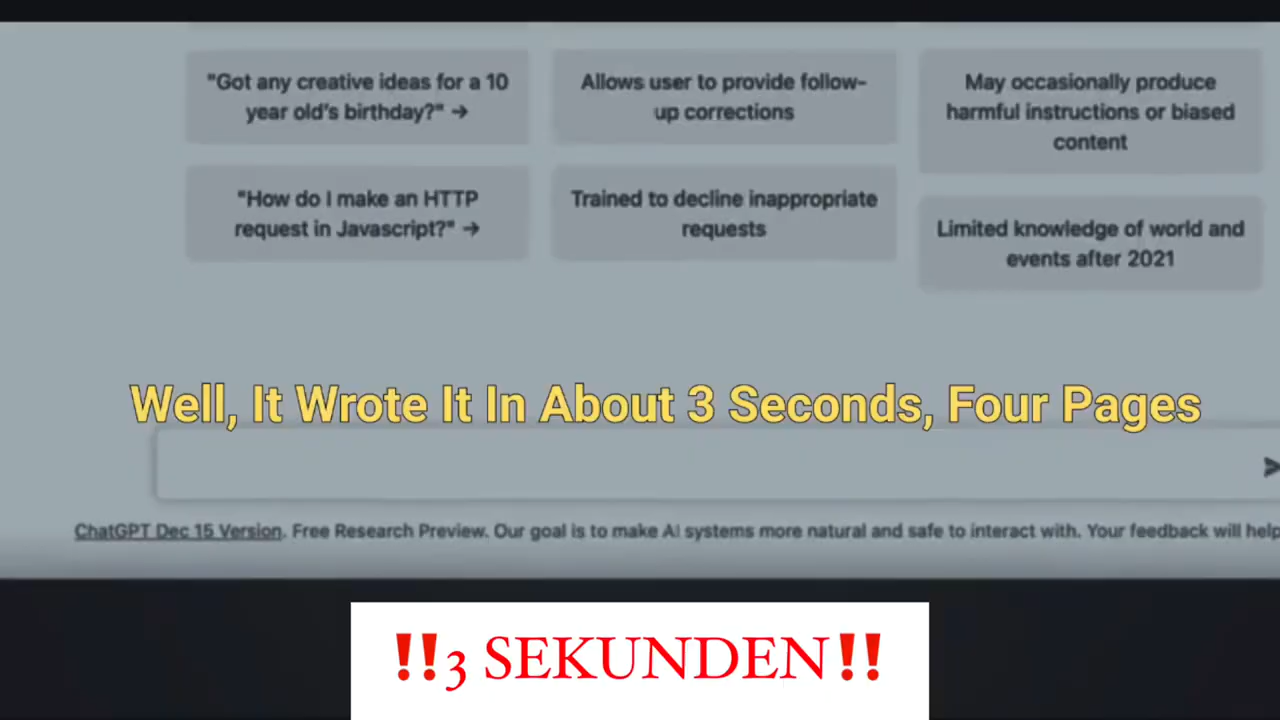 "Got any creative ideas for a 10
year old's birthday?" →
Allows user to provide follow-
up corrections
May occasionally produce
harmful instructions or biased
content
"How do I make an HTTP
request in Javascript?" →
Trained to decline inappropriate
requests
Limited knowledge of world and
events after 2021
Well, It Wrote It In About 3 Seconds, Four Pages
ChatGPT Dec 15 Version. Free Research Preview. Our goal is to make AI systems more natural and safe to interact with. Your feedback will help
‼️3 SEKUNDEN‼️